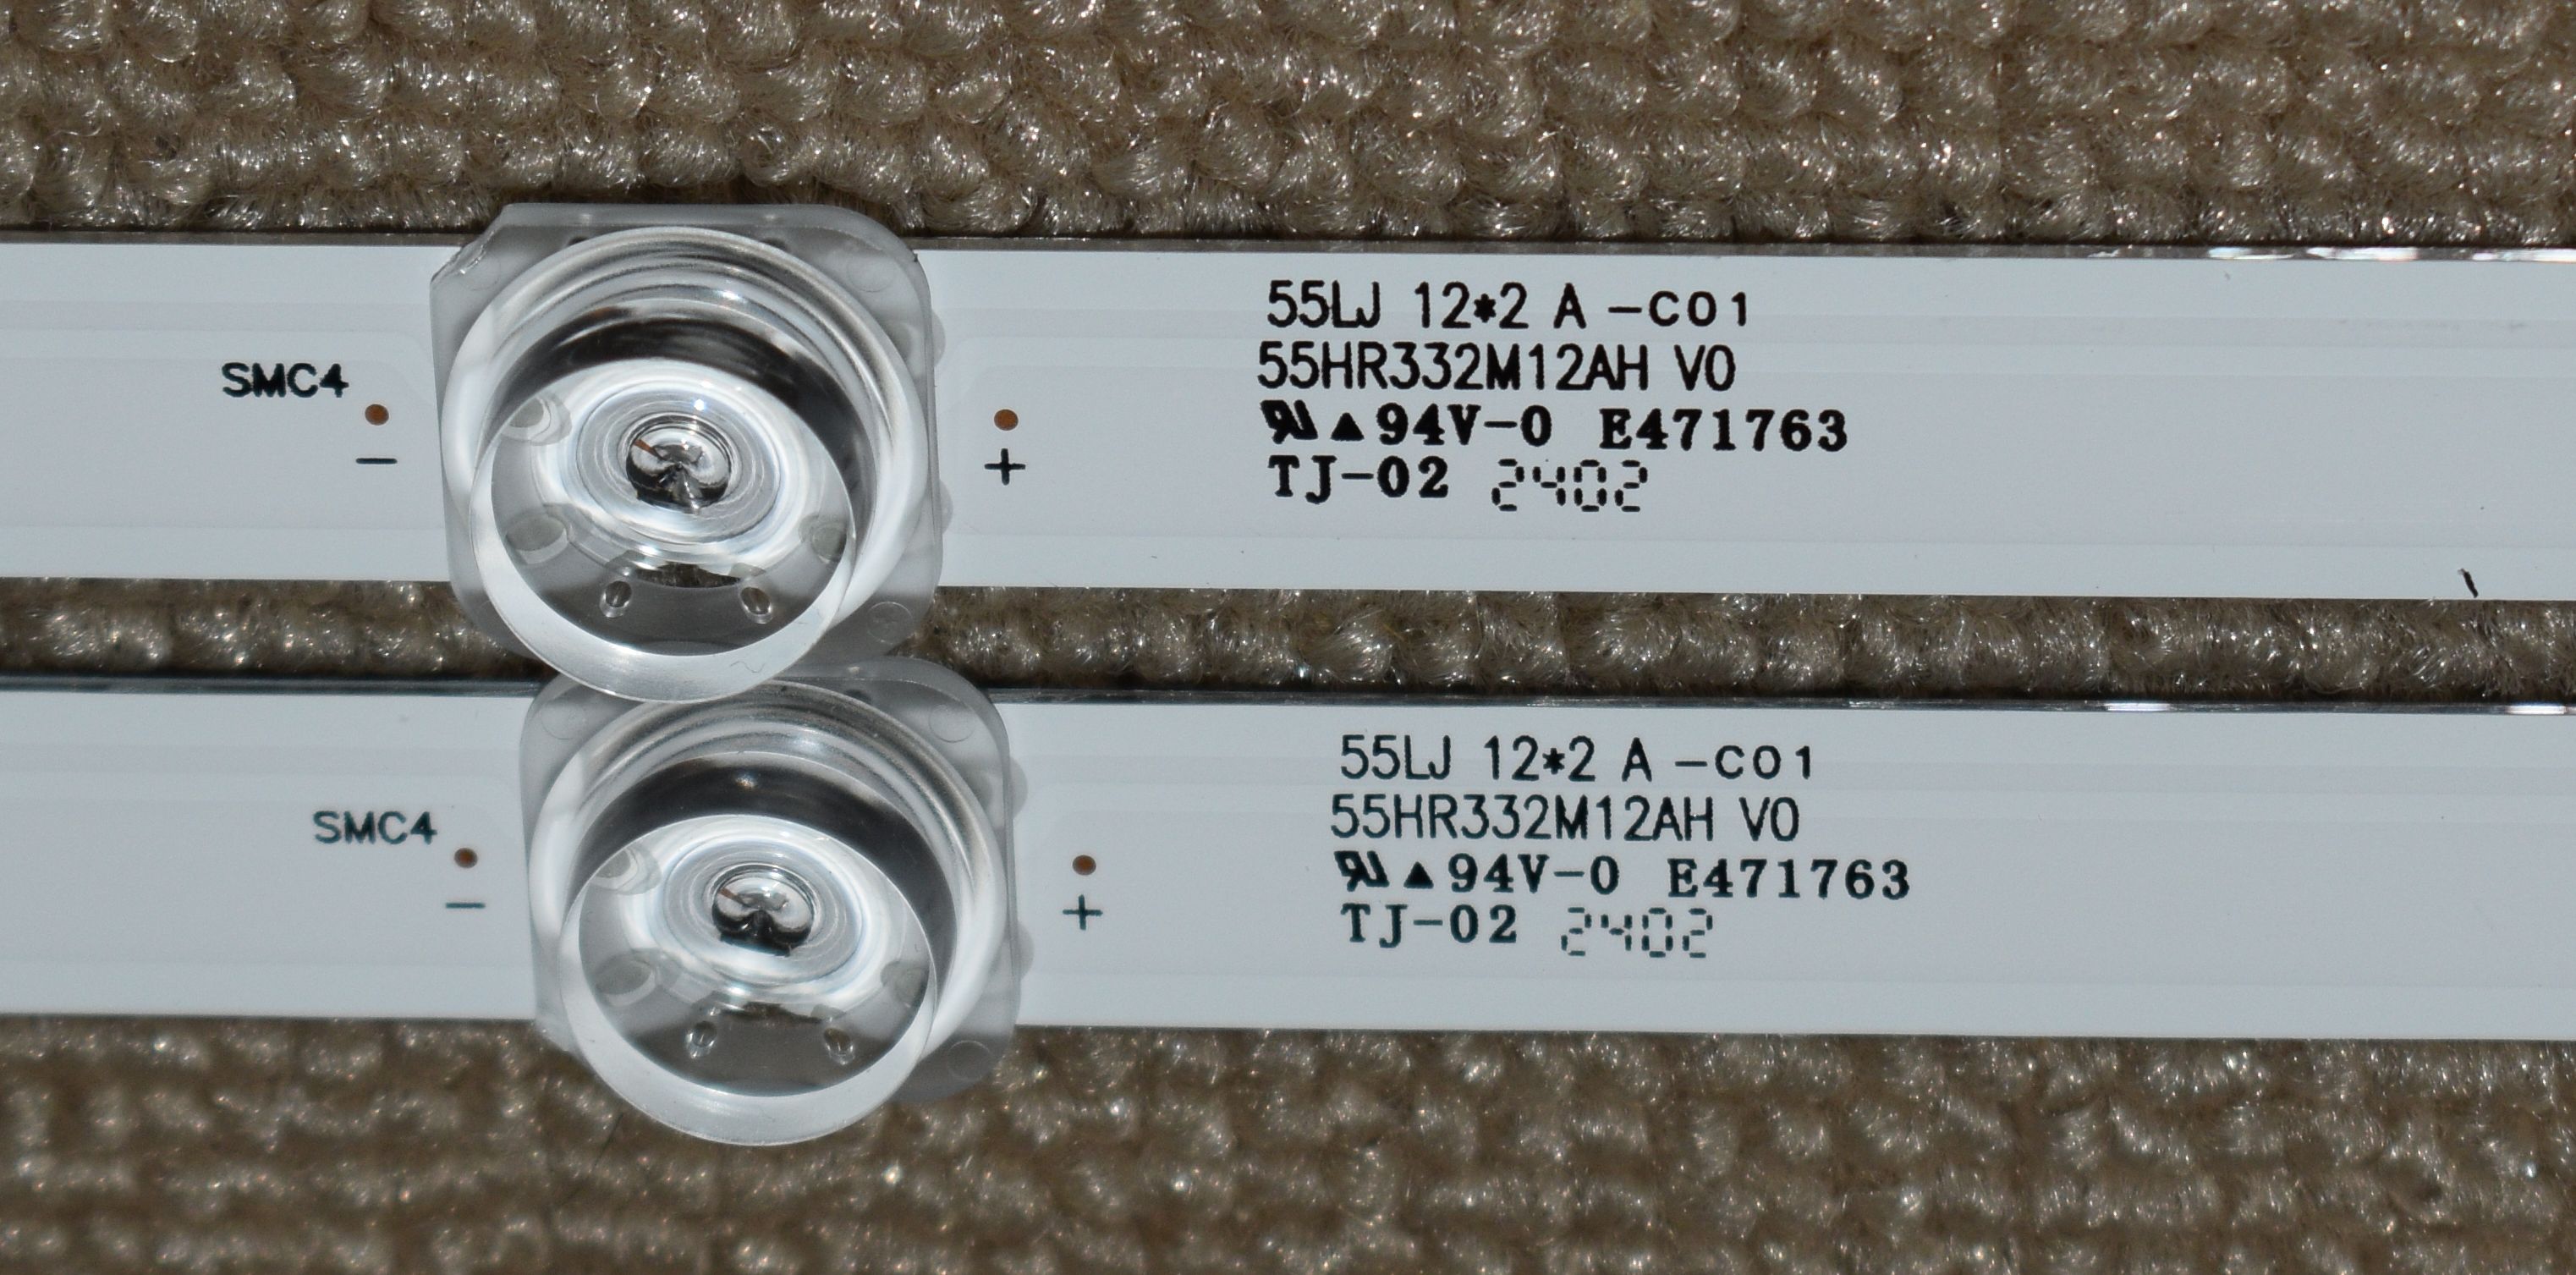 55LJ 12*2 A -C01
55HR332M12AH V0
SMC4
▲94V-0 E471763
- +
TJ-02 2402
55LJ 12*2 A -C01
55HR332M12AH V0
SMC4
▲94V-0 E471763
- +
TJ-02 2402